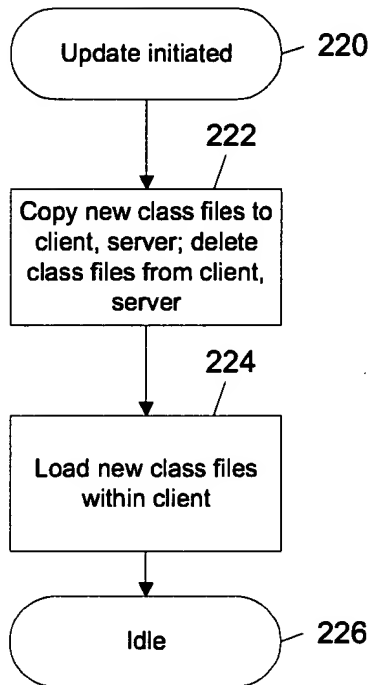 Update initiated
220
222
Copy new class files to
client, server; delete
class files from client,
server
224
Load new class files
within client
Idle
226